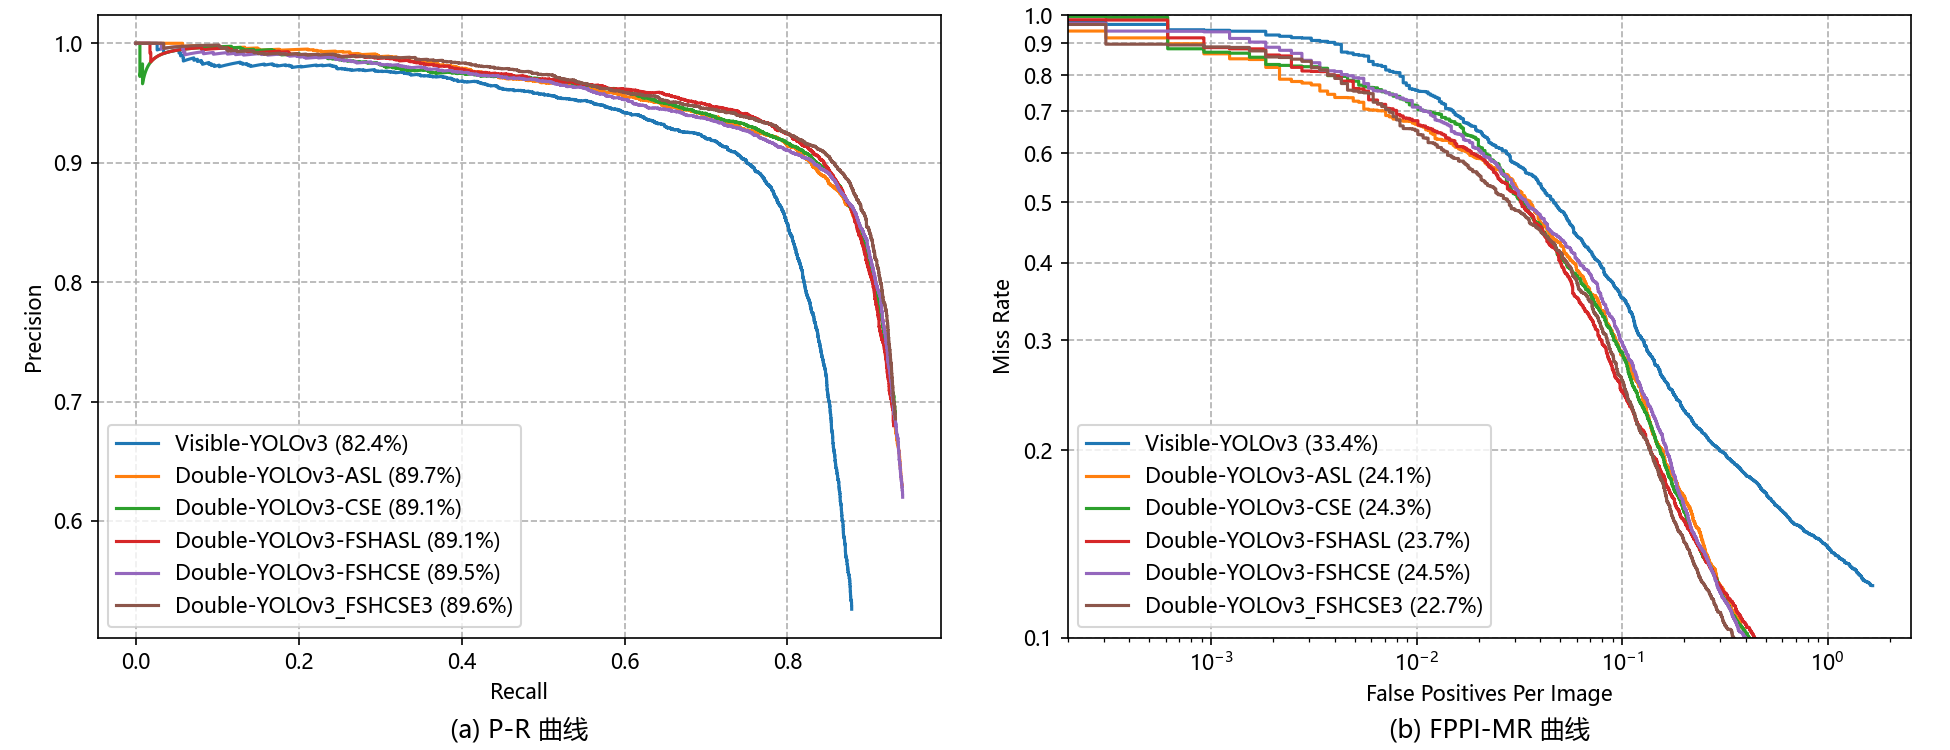 1.0
0.9
0.8
0.7
0.6
Precision
Visible-YOLOv3 (82.4%)
Double-YOLOv3-ASL (89.7%)
Double-YOLOv3-CSE (89.1%)
Double-YOLOv3-FSHASL (89.1%)
Double-YOLOv3-FSHCSE (89.5%)
Double-YOLOv3_FSHCSE3 (89.6%)
0.0 0.2 0.4 0.6 0.8
Recall
(a) P-R 曲线
1.0
0.9
0.8
0.7
0.6
0.5
0.4
0.3
0.2
0.1
Miss Rate
Visible-YOLOv3 (33.4%)
Double-YOLOv3-ASL (24.1%)
Double-YOLOv3-CSE (24.3%)
Double-YOLOv3-FSHASL (23.7%)
Double-YOLOv3-FSHCSE (24.5%)
Double-YOLOv3_FSHCSE3 (22.7%)
10⁻³ 10⁻² 10⁻¹ 10⁰
False Positives Per Image
(b) FPPI-MR 曲线